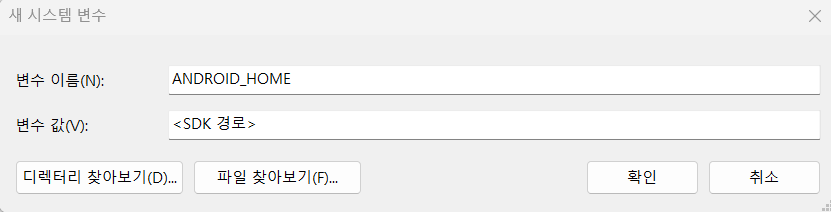 새 시스템 변수
변수 이름(N): ANDROID_HOME
변수 값(V): <SDK 경로>
디렉터리 찾아보기(D)... 파일 찾아보기(F)... 확인 취소